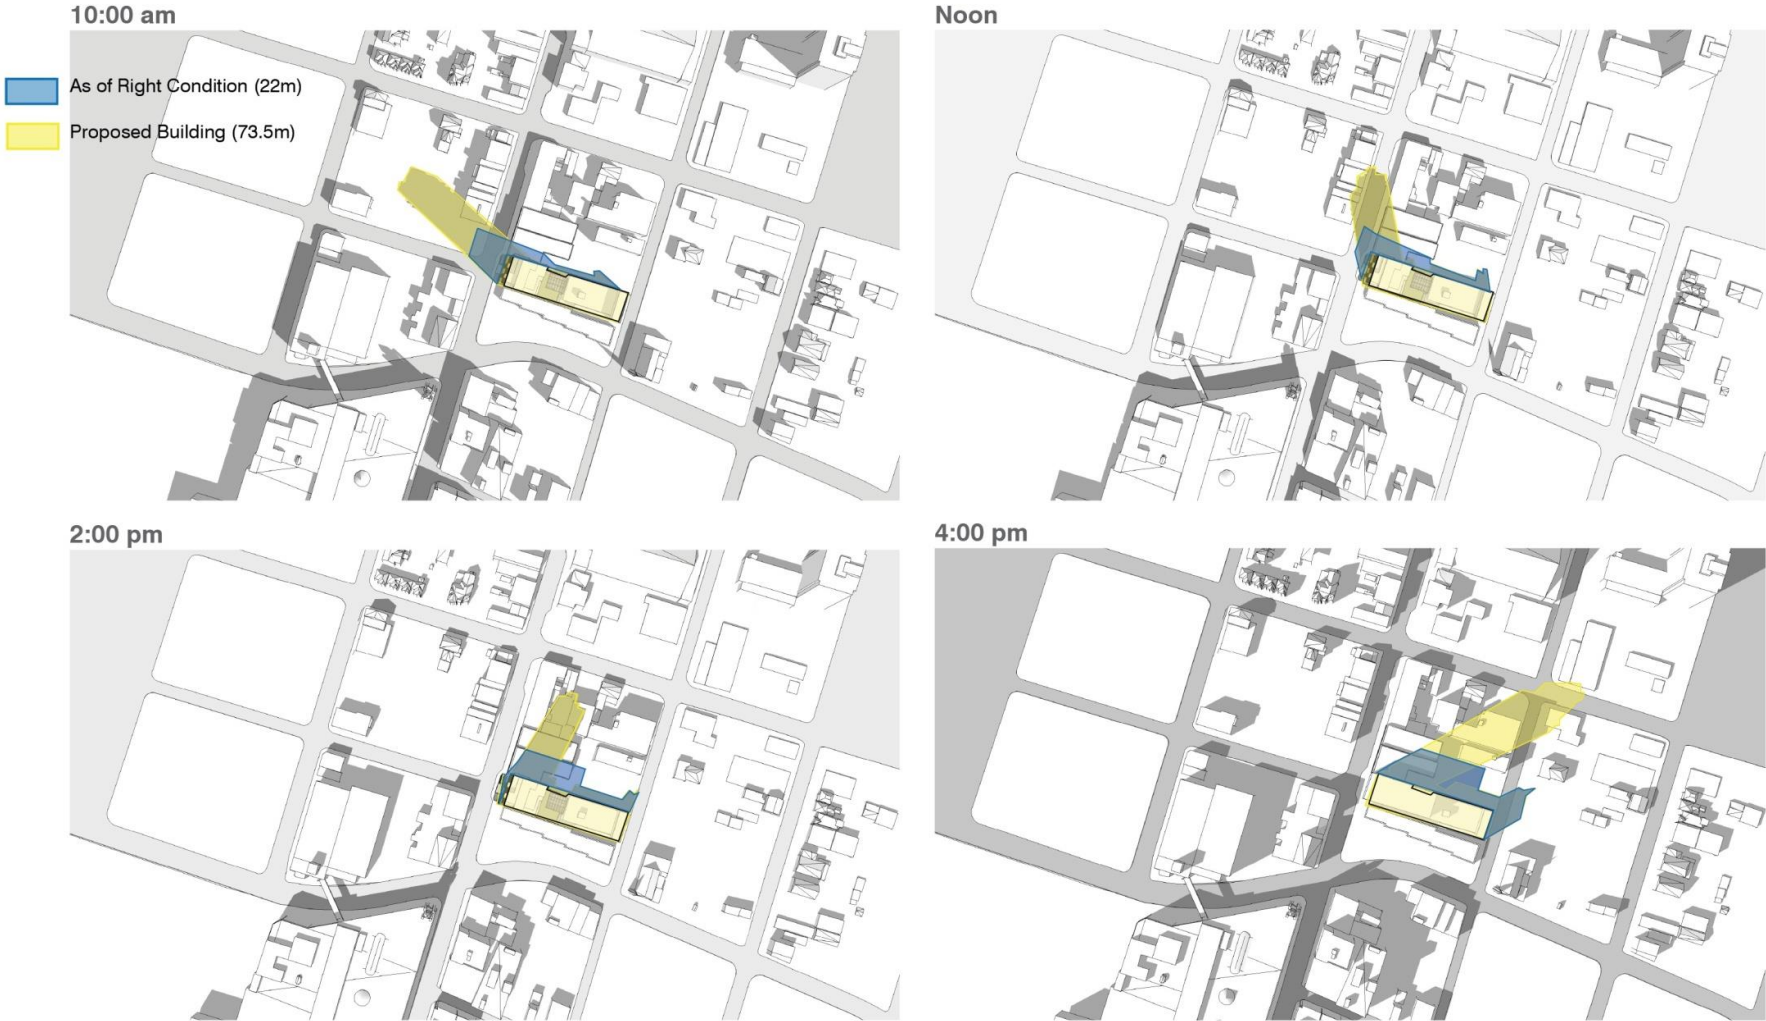 10:00 am
Noon
As of Right Condition (22m)
Proposed Building (73.5m)
2:00 pm
4:00 pm